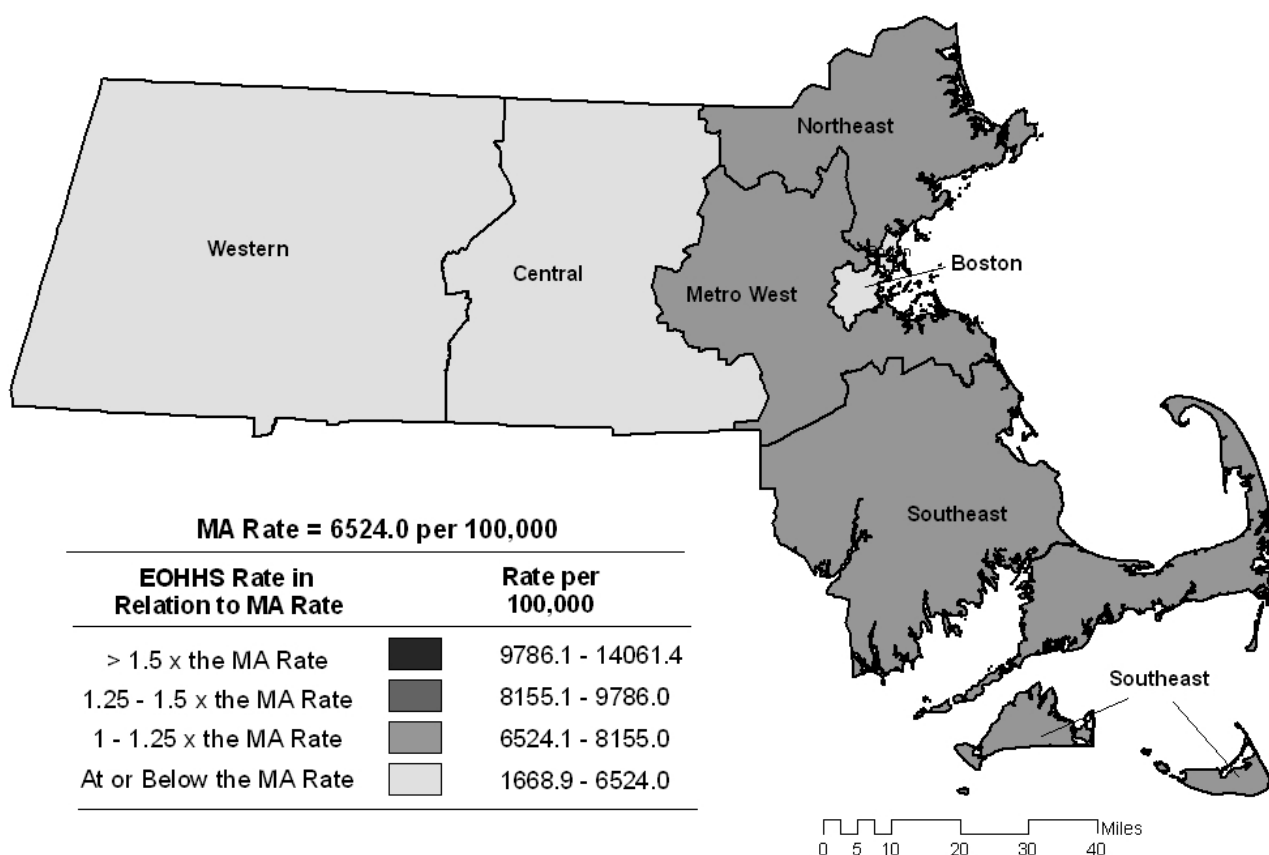 Northeast
Western
Central
Metro West
Boston
Southeast
Southeast
MA Rate = 6524.0 per 100,000
EOHHS Rate in Relation to MA Rate
Rate per 100,000
> 1.5 x the MA Rate 9786.1 - 14061.4
1.25 - 1.5 x the MA Rate 8155.1 - 9786.0
1 - 1.25 x the MA Rate 6524.1 - 8155.0
At or Below the MA Rate 1668.9 - 6524.0
Miles
0 5 10 20 30 40